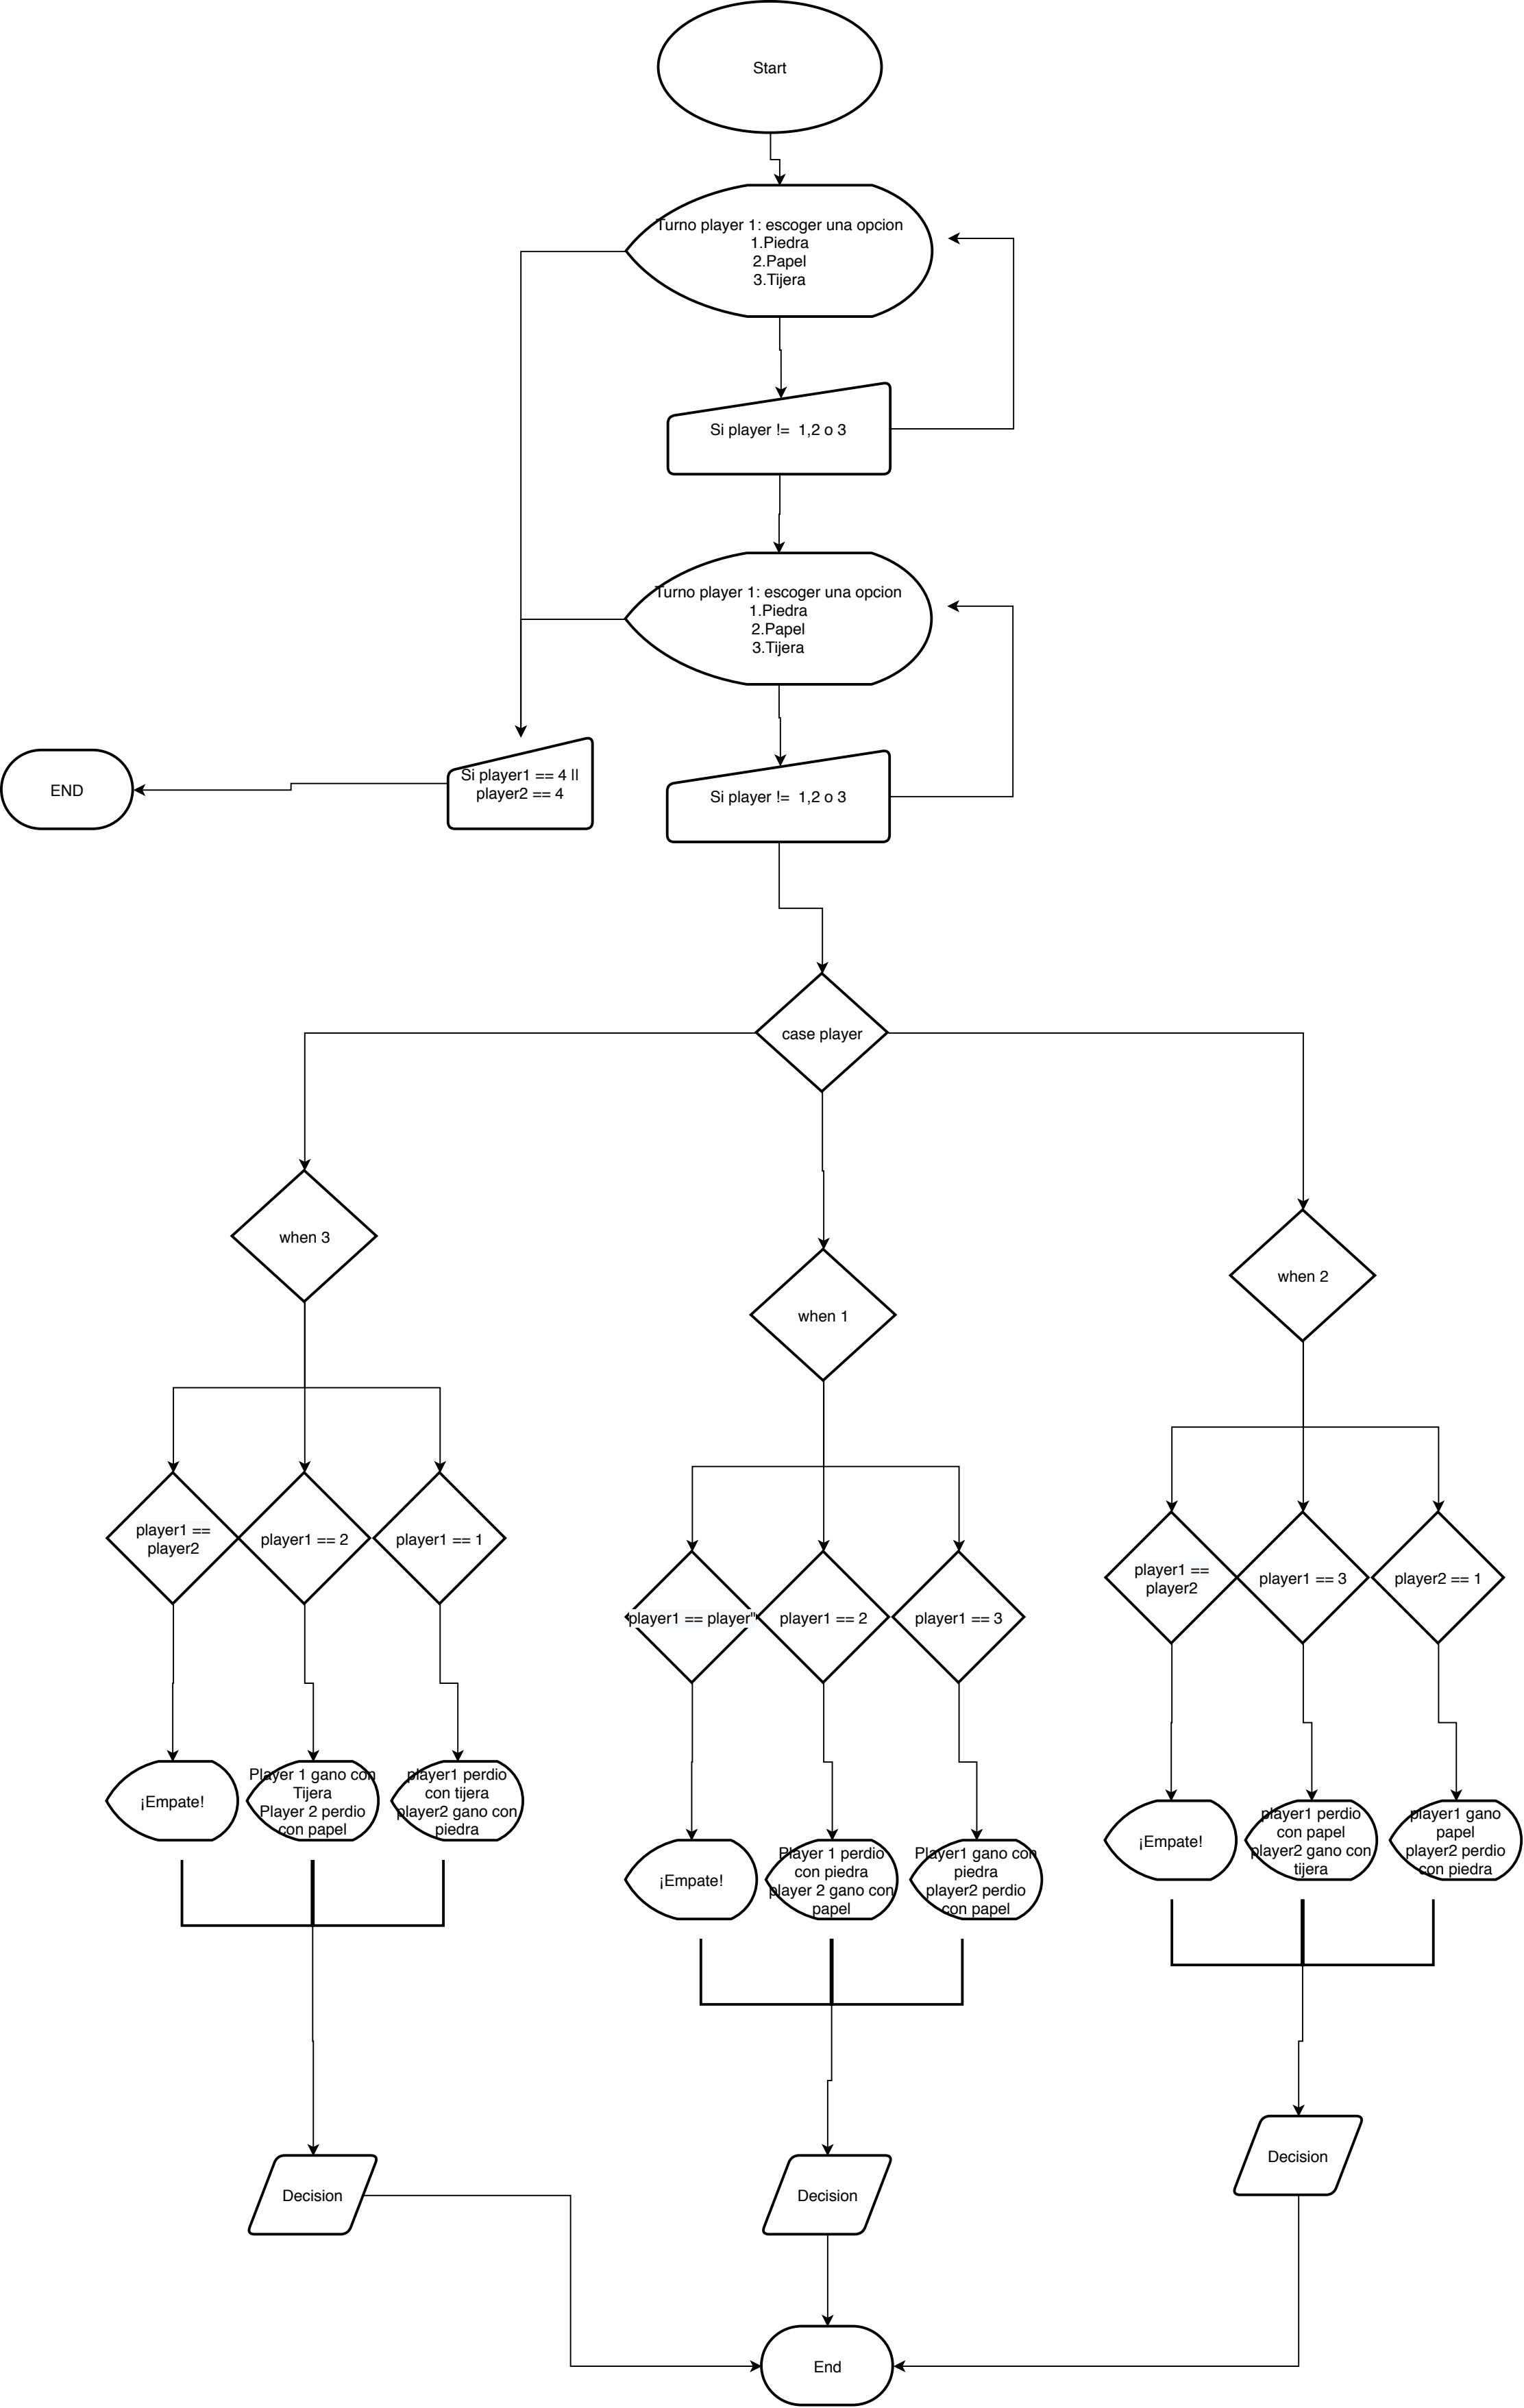 Start
Turno player 1: escoger una opcion
1.Piedra
2.Papel
3.Tijera
Si player !=  1,2 o 3
Turno player 1: escoger una opcion
1.Piedra
2.Papel
3.Tijera
END
Si player1 == 4 ||
player2 == 4
Si player !=  1,2 o 3
case player
when 3
when 1
when 2
player1 ==
player2
player1 == 2
player1 == 1
player1 == player"
player1 == 2
player1 == 3
player1 ==
player2
player1 == 3
player2 == 1
¡Empate!
Player 1 gano con
Tijera
Player 2 perdio
con papel
player1 perdio
con tijera
player2 gano con
piedra
¡Empate!
Player 1 perdio
con piedra
player 2 gano con
papel
Player1 gano con
piedra
player2 perdio
con papel
¡Empate!
player1 perdio
con papel
player2 gano con
tijera
player1 gano
papel
player2 perdio
con piedra
Decision
Decision
Decision
End